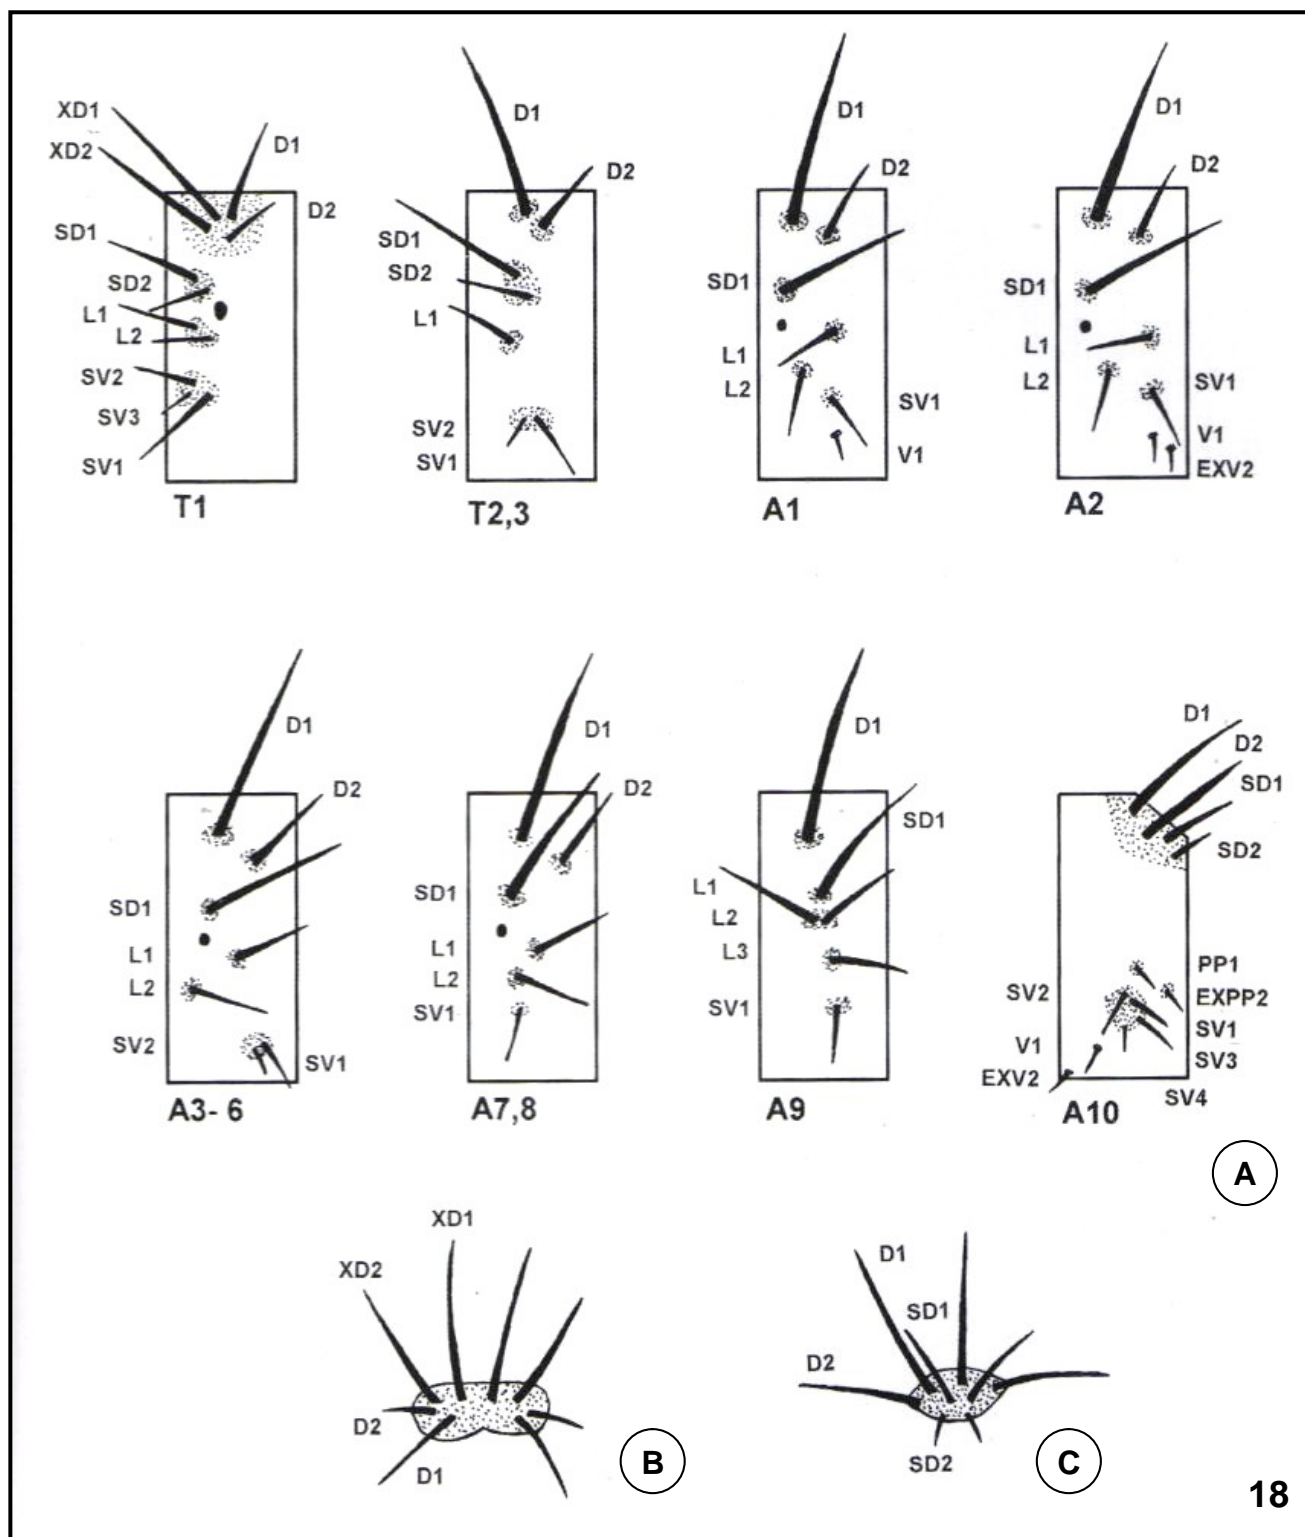 XD1
XD2
D1
D2
SD1
SD2
L1
L2
SV2
SV3
SV1
T1
D1
D2
SD1
SD2
L1
SV2
SV1
T2,3
D1
D2
SD1
L1
L2
SV1
V1
A1
D1
D2
SD1
L1
L2
SV1
V1
EXV2
A2
D1
D2
SD1
L1
L2
SV2
SV1
A3- 6
D1
D2
SD1
L1
L2
SV1
A7,8
D1
SD1
L1
L2
L3
SV1
A9
D1
D2
SD1
SD2
PP1
SV2
EXPP2
SV1
V1
SV3
EXV2
SV4
A10
A
XD1
XD2
D2
D1
B
D1
SD1
D2
SD2
C
18